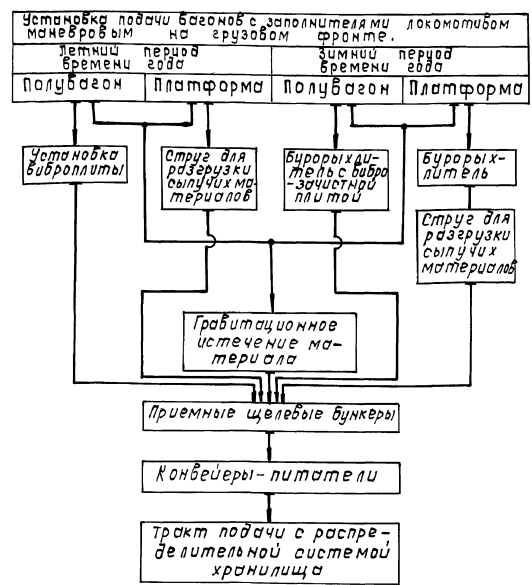 Установка подачи вагонов с заполнителями локомотивом
маневровым на грузовом фронте.
Летний период
времени года
Зимний период
времени года
Полувагон
Платформа
Полувагон
Платформа
Установка
виброплиты
Струг для
разгрузки
сыпучих ма-
териалов
Бурорыхли-
тель с вибро
-зачистной
плитой
Бурорых-
литель
Струг для
разгрузки
сыпучих
материалов
Гравитационное
истечение ма-
териала
Приемные щелевые бункеры
Конвейеры-питатели
Тракт подачи с распре-
делительной системой
хранилища